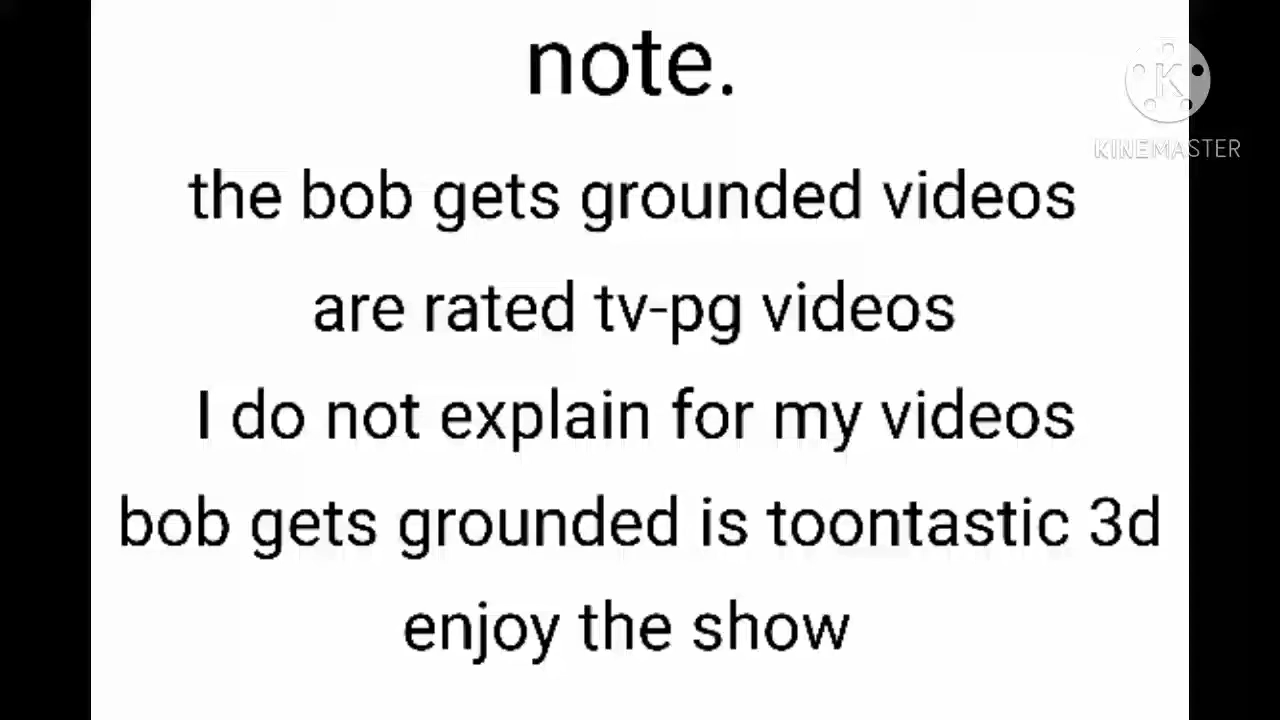 note.
K
KINEMASTER
the bob gets grounded videos
are rated tv-pg videos
I do not explain for my videos
bob gets grounded is toontastic 3d
enjoy the show